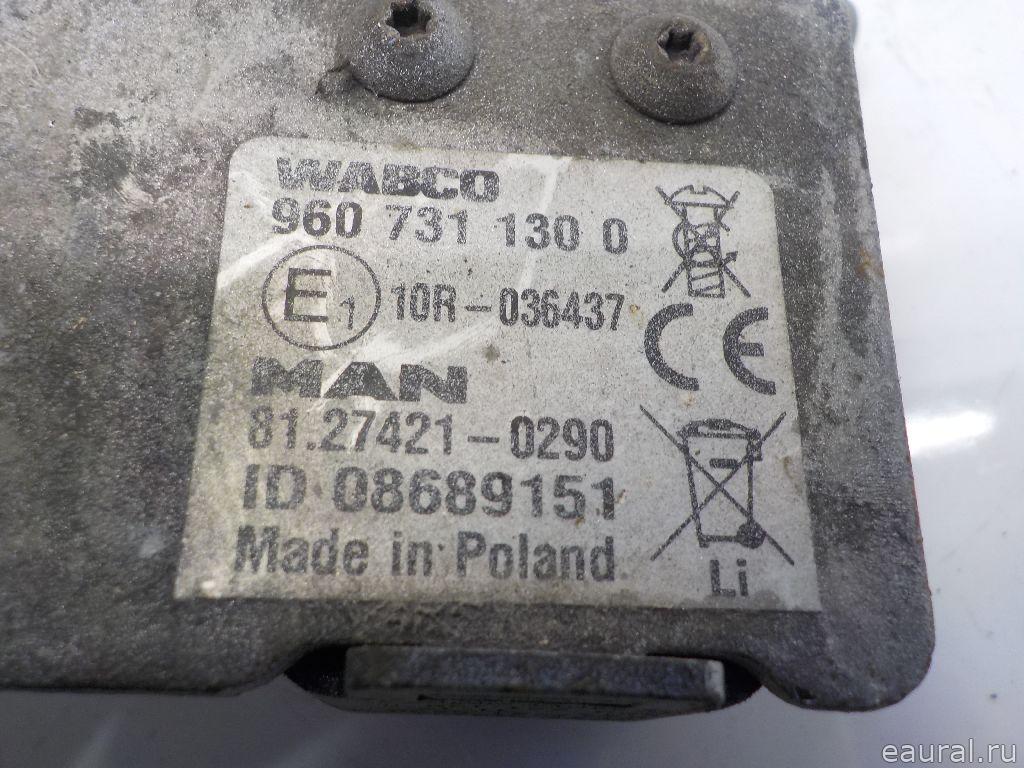 WABCO
960 731 130 0
E1 10R-036437
CE
MAN
81.27421-0290
ID 08689151
Made in Poland
Li
eaural.ru